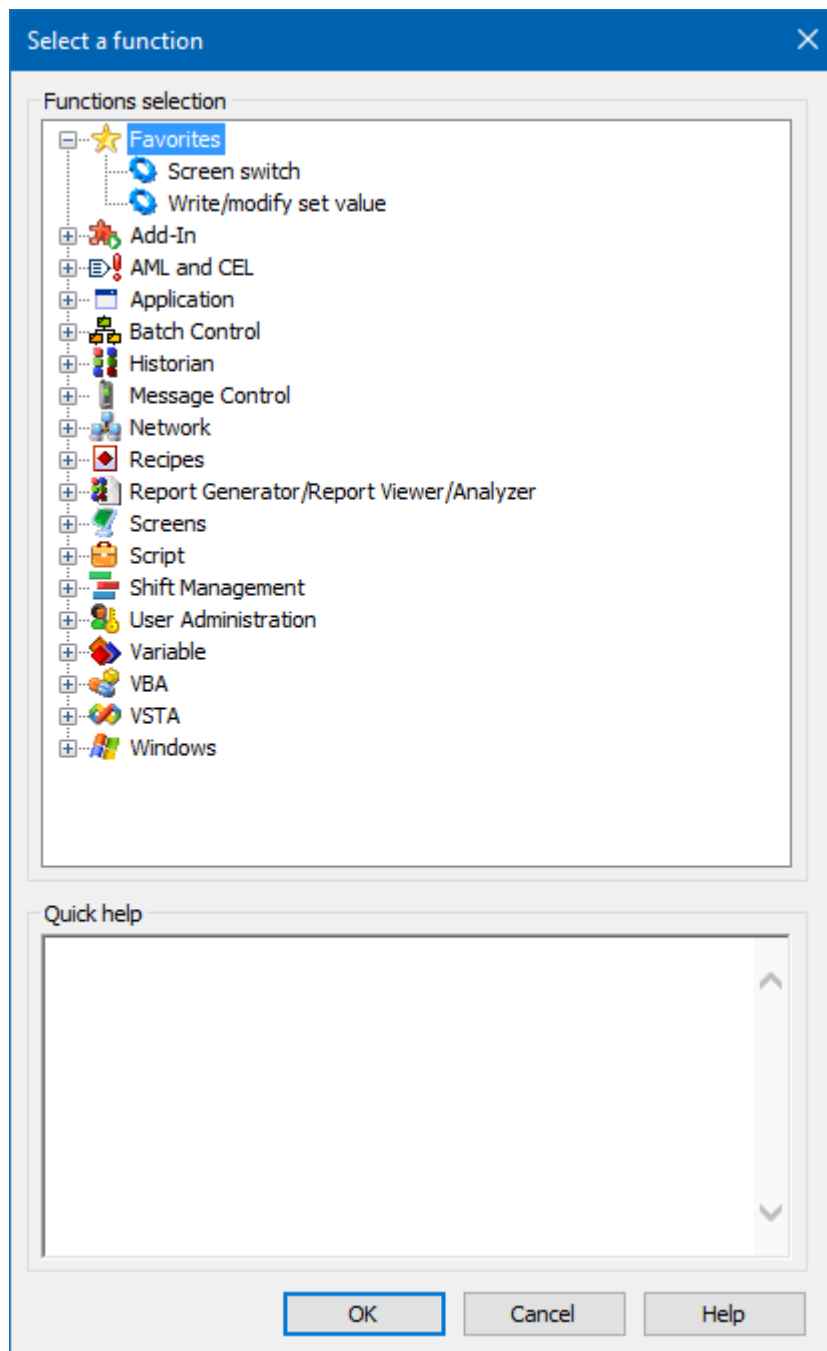 Select a function
Functions selection
Favorites
Screen switch
Write/modify set value
Add-In
AML and CEL
Application
Batch Control
Historian
Message Control
Network
Recipes
Report Generator/Report Viewer/Analyzer
Screens
Script
Shift Management
User Administration
Variable
VBA
VSTA
Windows
Quick help
OK Cancel Help